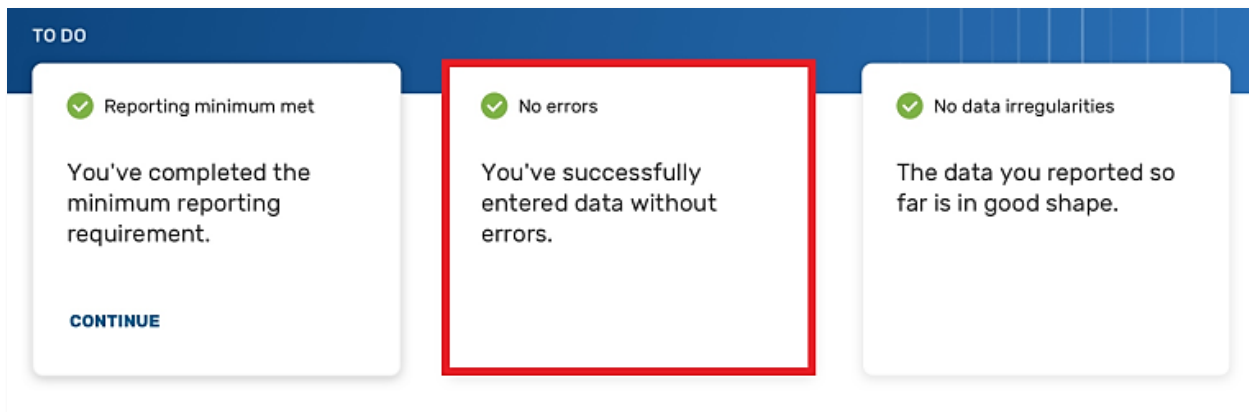 TO DO
Reporting minimum met
You've completed the
minimum reporting
requirement.
CONTINUE
No errors
You've successfully
entered data without
errors.
No data irregularities
The data you reported so
far is in good shape.